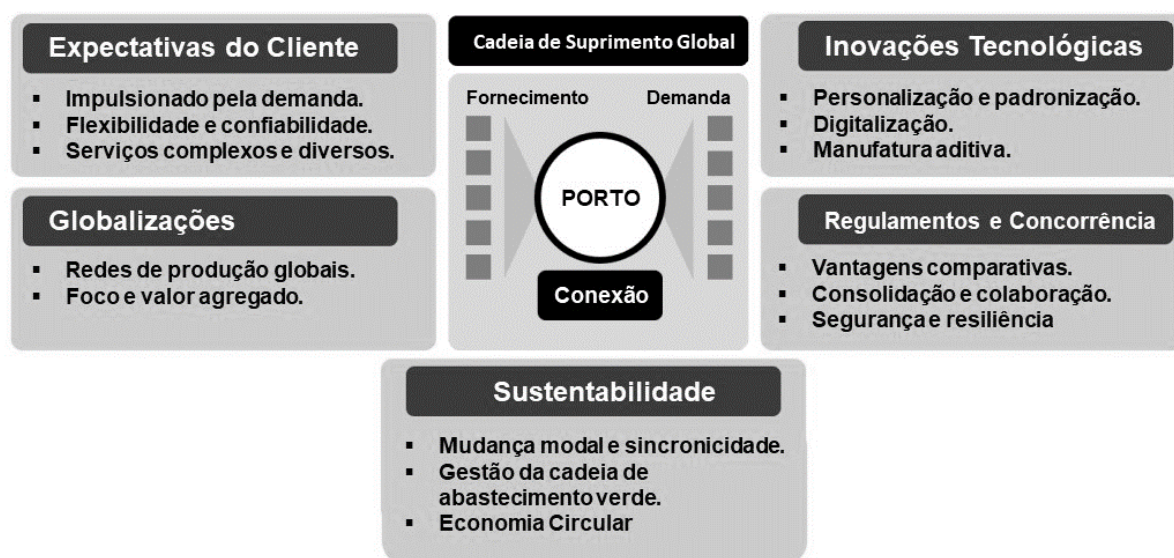 Expectativas do Cliente
▪ Impulsionado pela demanda.
▪ Flexibilidade e confiabilidade.
▪ Serviços complexos e diversos.
Globalizações
▪ Redes de produção globais.
▪ Foco e valor agregado.
Cadeia de Suprimento Global
Fornecimento
Demanda
PORTO
Conexão
Inovações Tecnológicas
▪ Personalização e padronização.
▪ Digitalização.
▪ Manufatura aditiva.
Regulamentos e Concorrência
▪ Vantagens comparativas.
▪ Consolidação e colaboração.
▪ Segurança e resiliência
Sustentabilidade
▪ Mudança modal e sincronicidade.
▪ Gestão da cadeia de
abastecimento verde.
▪ Economia Circular